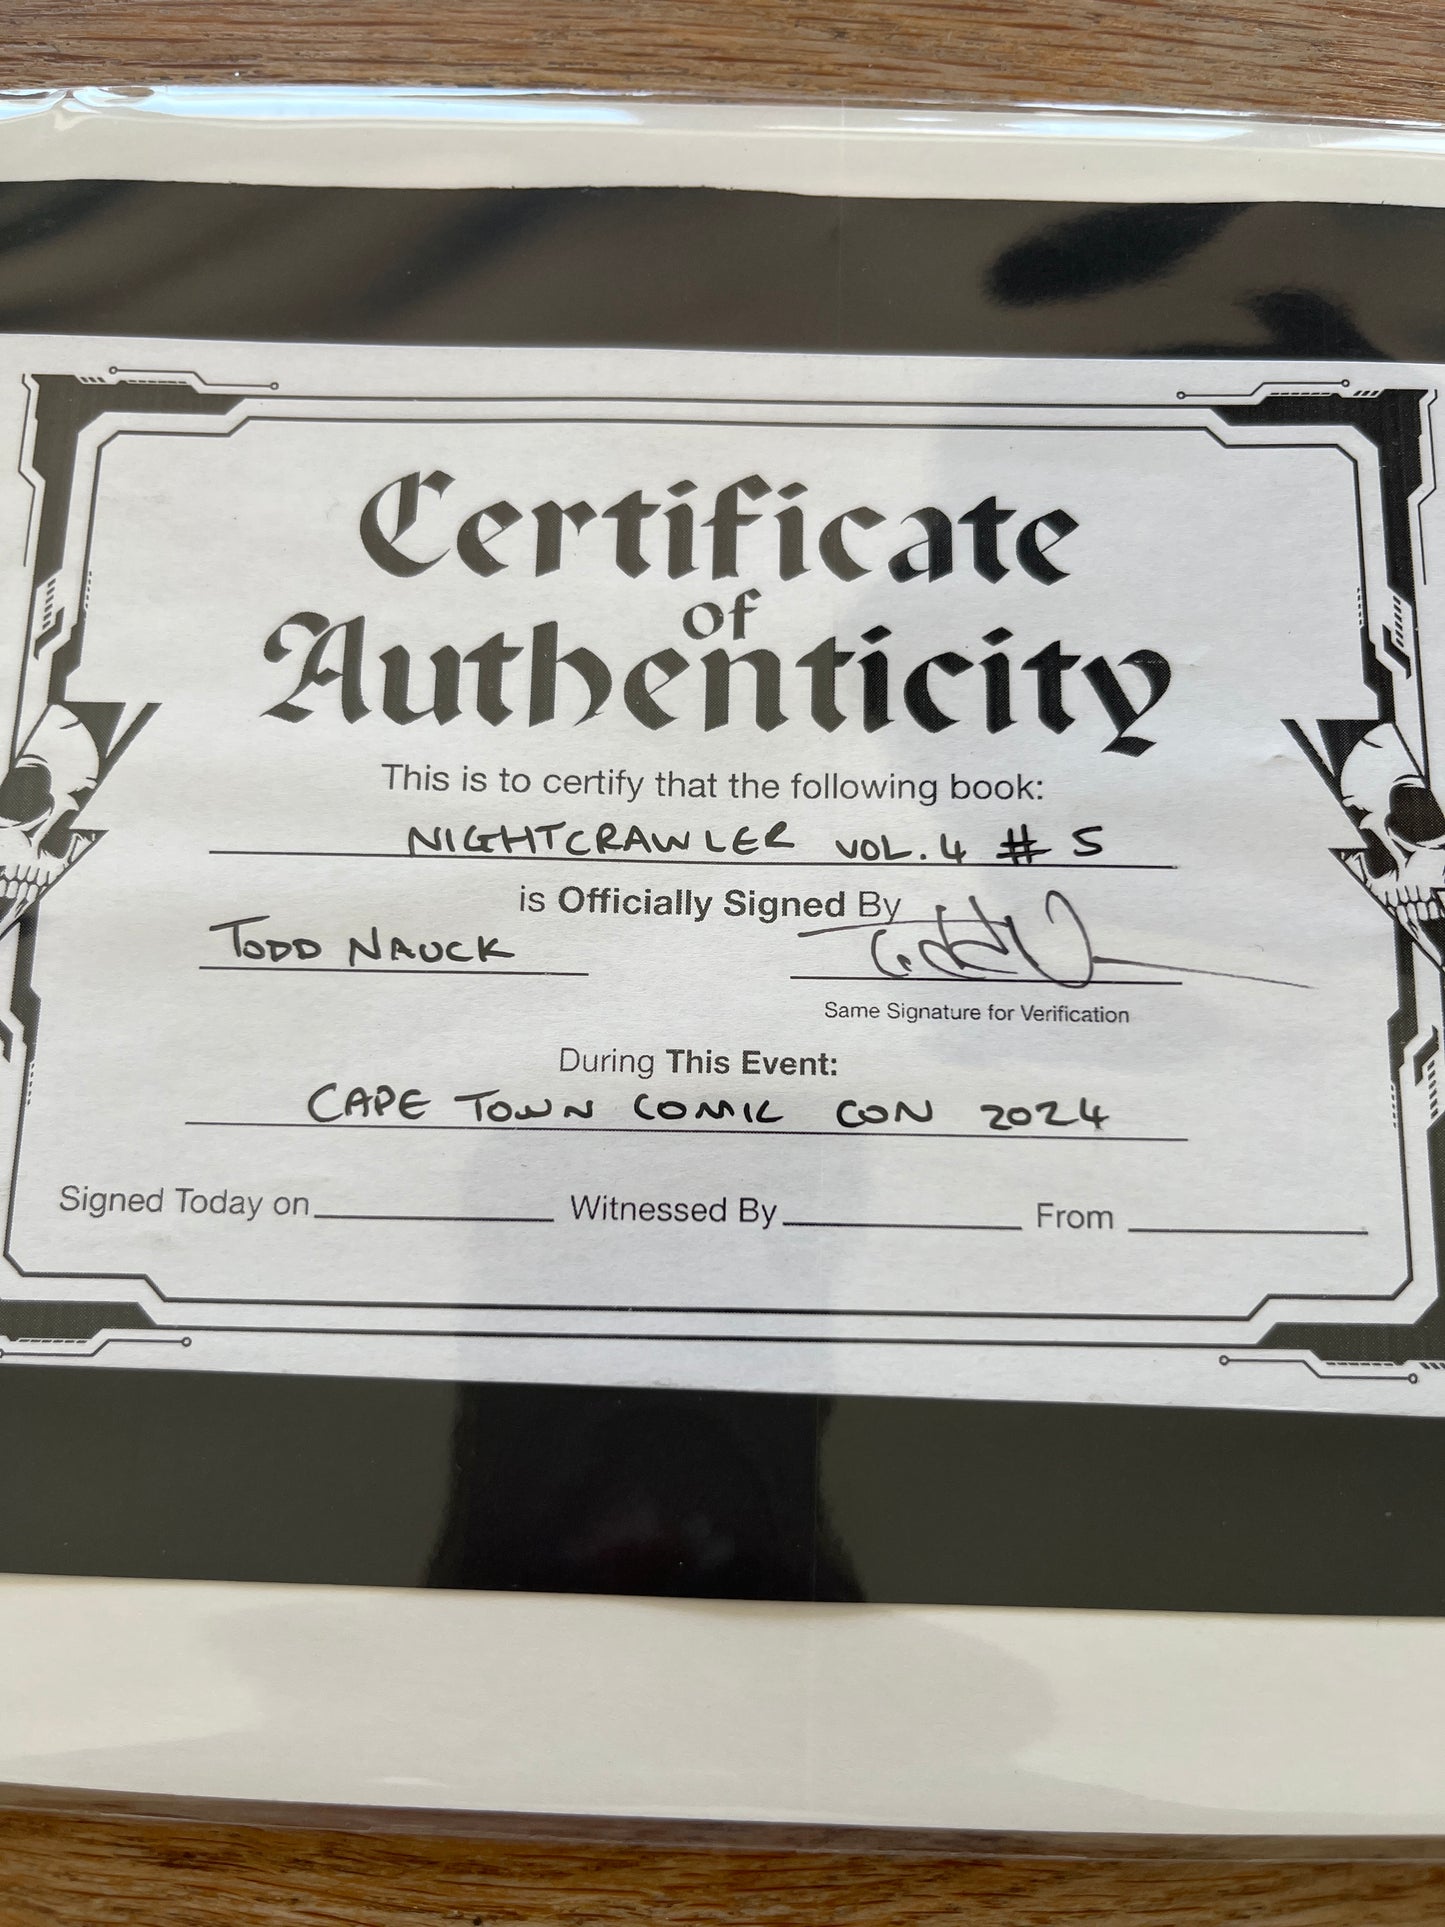 Certificate
of
Authenticity
This is to certify that the following book:
NIGHTCRAWLER VOL. 4 # 5
is Officially Signed By
TODD NAUCK
Same Signature for Verification
During This Event:
CAPE TOWN COMIC CON 2024
Signed Today on Witnessed By From